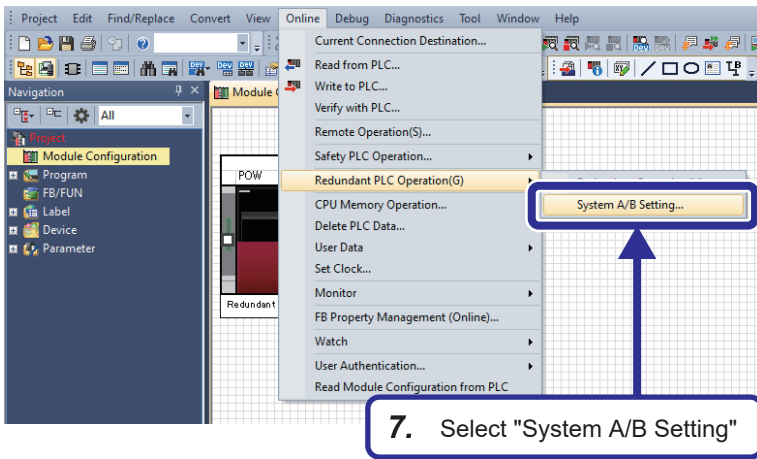 Project Edit Find/Replace Convert View Online Debug Diagnostics Tool Window Help
Navigation
All
Project
Module Configuration
Program
FB/FUN
Label
Device
Parameter
Module
POW
Redundant
Current Connection Destination...
Read from PLC...
Write to PLC...
Verify with PLC...
Remote Operation(S)...
Safety PLC Operation...
Redundant PLC Operation(G)
CPU Memory Operation...
Delete PLC Data...
User Data
Set Clock...
Monitor
FB Property Management (Online)...
Watch
User Authentication...
Read Module Configuration from PLC
System A/B Setting...
7. Select "System A/B Setting"